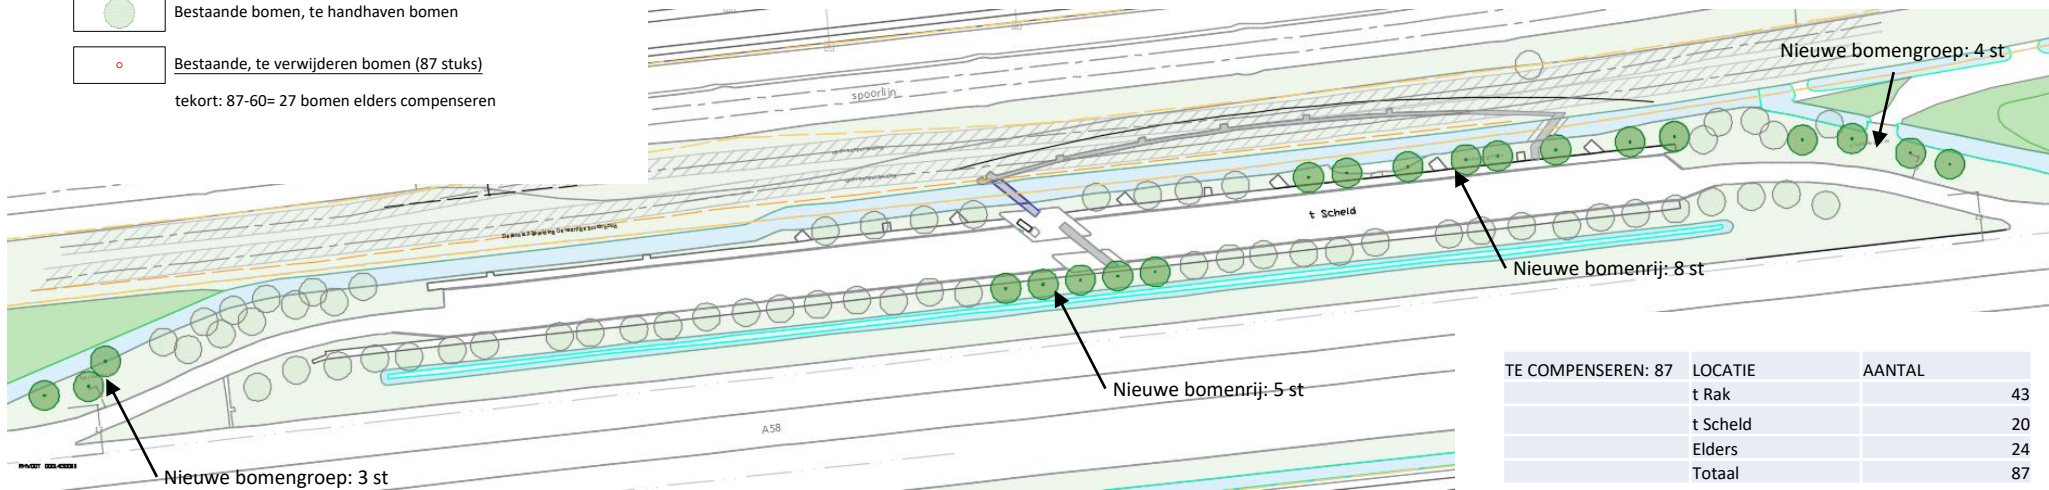 Bestaande bomen, te handhaven bomen
Bestaande, te verwijderen bomen (87 stuks)
tekort: 87-60= 27 bomen elders compenseren
Nieuwe bomengroep: 4 st
spoorlijn
t Scheld
Nieuwe bomenrij: 8 st
Nieuwe bomenrij: 5 st
A58
Nieuwe bomengroep: 3 st
TE COMPENSEREN: 87 LOCATIE AANTAL
t Rak 43
t Scheld 20
Elders 24
Totaal 87